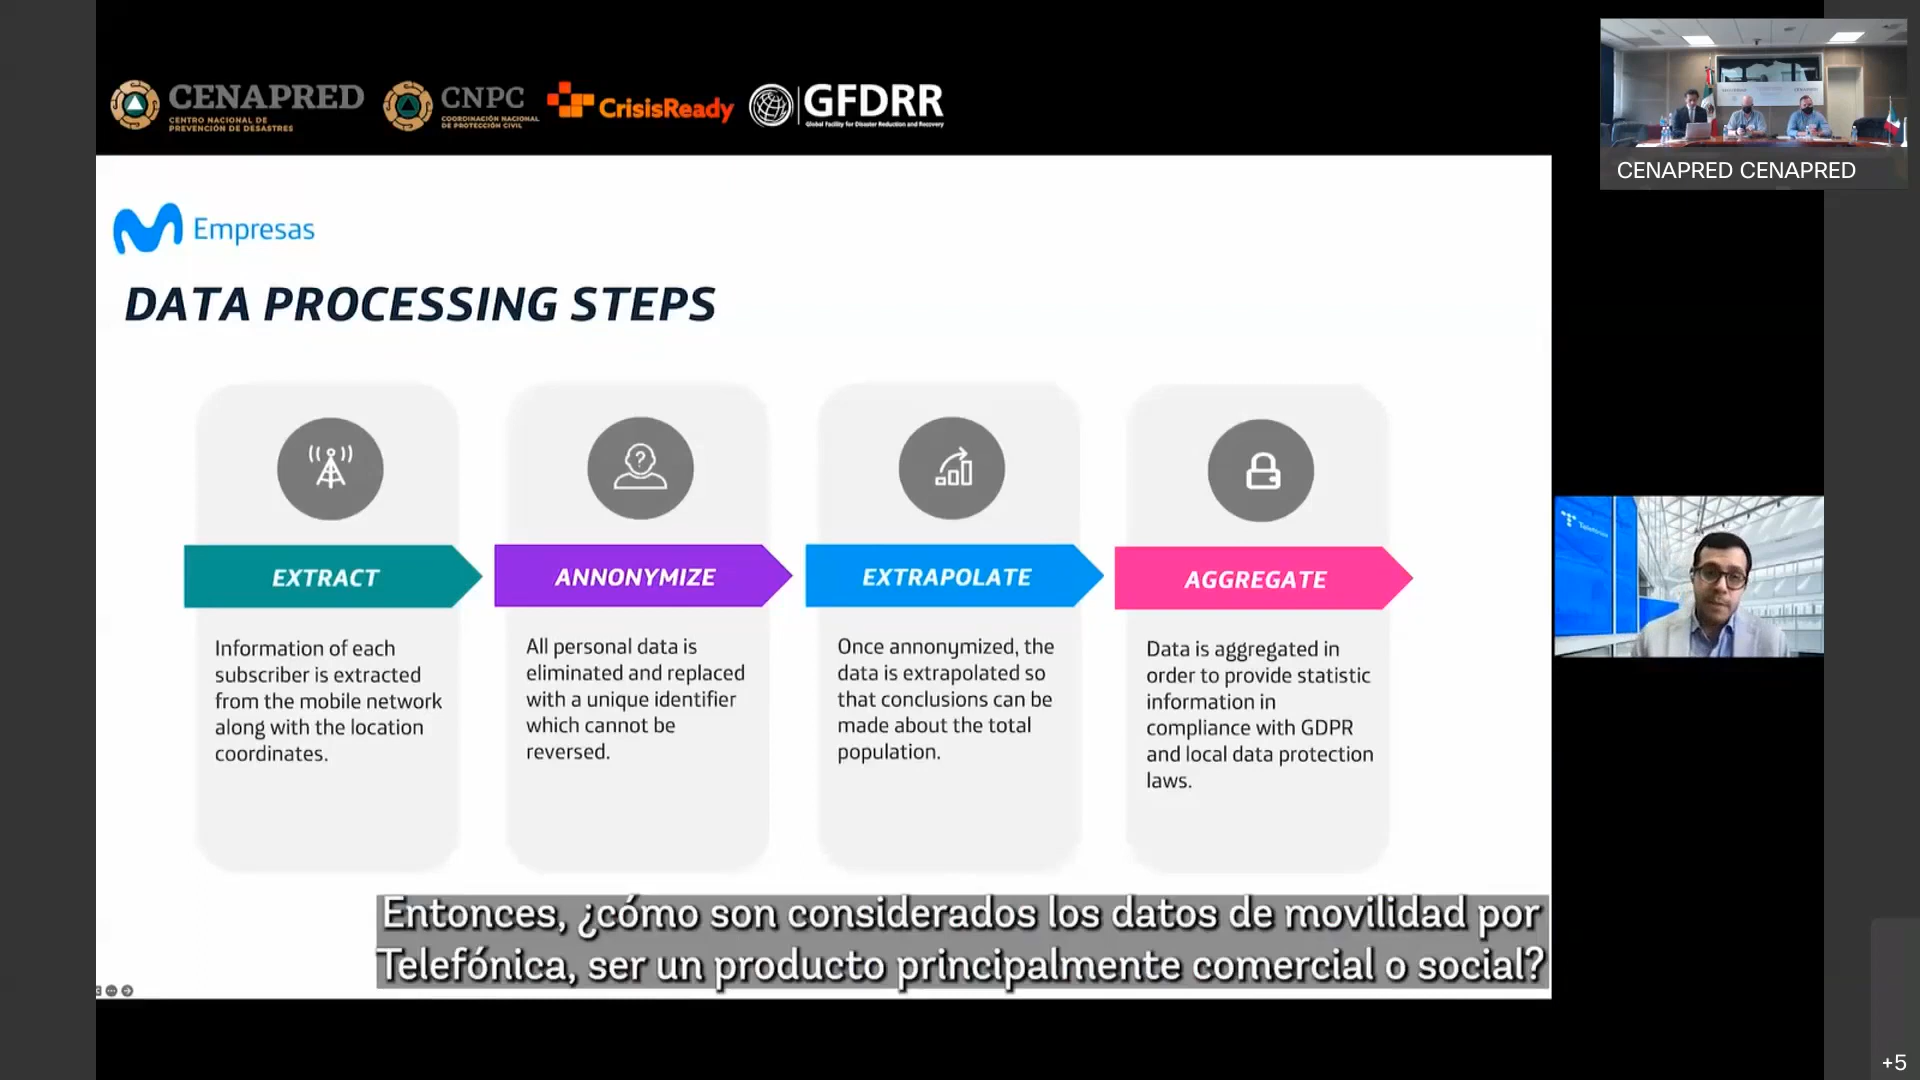 CENAPRED
CENTRO NACIONAL DE
PREVENCIÓN DE DESASTRES
CNPC
COORDINACIÓN NACIONAL
DE PROTECCIÓN CIVIL
CrisisReady
GFDRR
Global Facility for Disaster Reduction and Recovery
CENAPRED CENAPRED
Empresas
DATA PROCESSING STEPS
EXTRACT
Information of each
subscriber is extracted
from the mobile network
along with the location
coordinates.
ANNONYMIZE
All personal data is
eliminated and replaced
with a unique identifier
which cannot be
reversed.
EXTRAPOLATE
Once annonymized, the
data is extrapolated so
that conclusions can be
made about the total
population.
AGGREGATE
Data is aggregated in
order to provide statistic
information in
compliance with GDPR
and local data protection
laws.
Telefónica
Entonces, ¿cómo son considerados los datos de movilidad por
Telefónica, ser un producto principalmente comercial o social?
+5